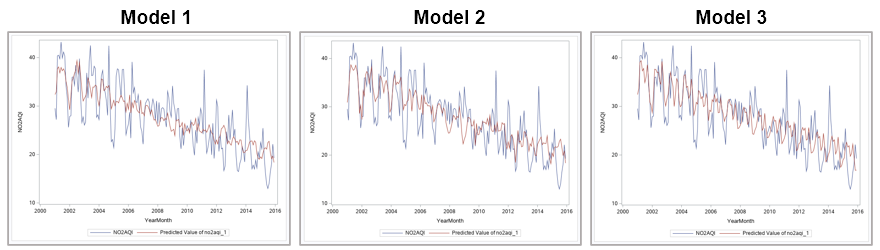 Model 1 Model 2 Model 3
40 40 40
NO2AQI 30 NO2AQI 30 NO2AQI 30
20 20 20
10 10 10
2000 2002 2004 2006 2008 2010 2012 2014 2016 2000 2002 2004 2006 2008 2010 2012 2014 2016 2000 2002 2004 2006 2008 2010 2012 2014 2016
YearMonth YearMonth YearMonth
NO2AQI Predicted Value of no2aqi_1 NO2AQI Predicted Value of no2aqi_1 NO2AQI Predicted Value of no2aqi_1